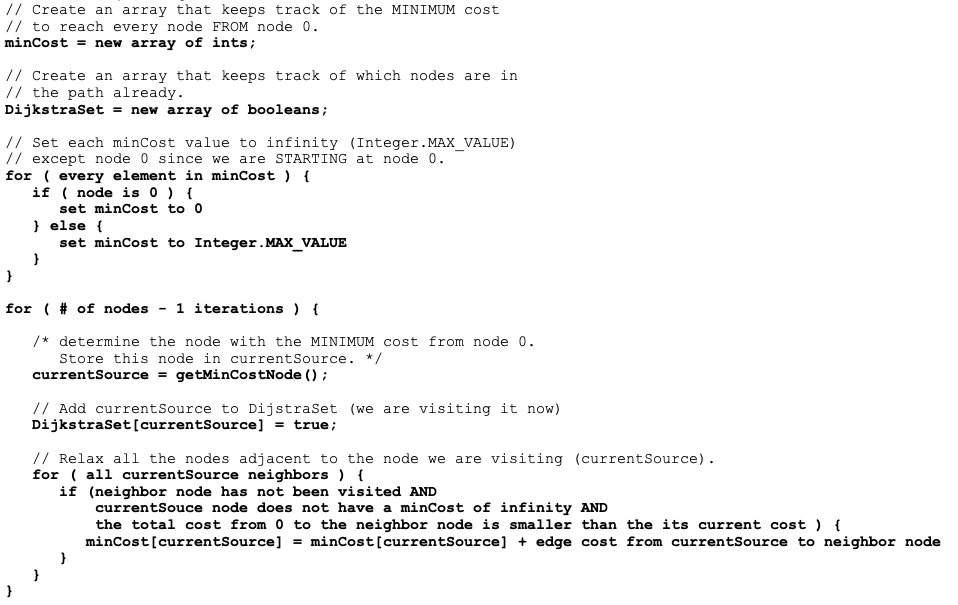 // Create an array that keeps track of the MINIMUM cost
// to reach every node FROM node 0.
minCost = new array of ints;
// Create an array that keeps track of which nodes are in
// the path already.
DijkstraSet = new array of booleans;
// Set each minCost value to infinity (Integer.MAX_VALUE)
// except node 0 since we are STARTING at node 0.
for ( every element in minCost ) {
if ( node is 0 ) {
set minCost to 0
} else {
set minCost to Integer.MAX_VALUE
}
}
for ( # of nodes - 1 iterations ) {
/* determine the node with the MINIMUM cost from node 0.
Store this node in currentSource. */
currentSource = getMinCostNode();
// Add currentSource to DijstraSet (we are visiting it now)
DijkstraSet[currentSource] = true;
// Relax all the nodes adjacent to the node we are visiting (currentSource).
for ( all currentSource neighbors ) {
if (neighbor node has not been visited AND
currentSouce node does not have a minCost of infinity AND
the total cost from 0 to the neighbor node is smaller than the its current cost ) {
minCost[currentSource] = minCost[currentSource] + edge cost from currentSource to neighbor node
}
}
}